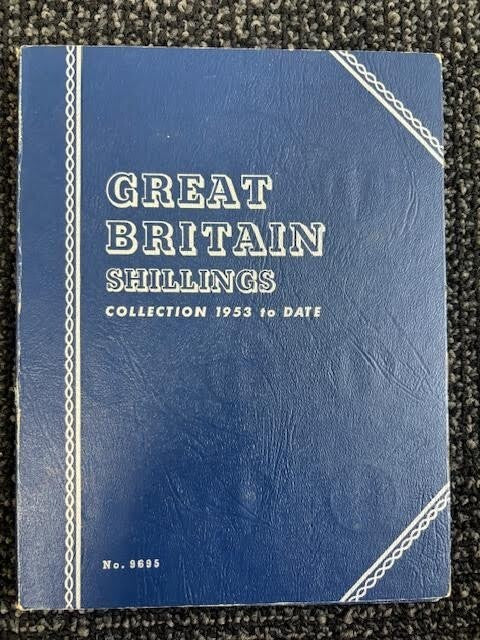 GREAT
BRITAIN
SHILLINGS
COLLECTION 1953 to DATE
No. 9695